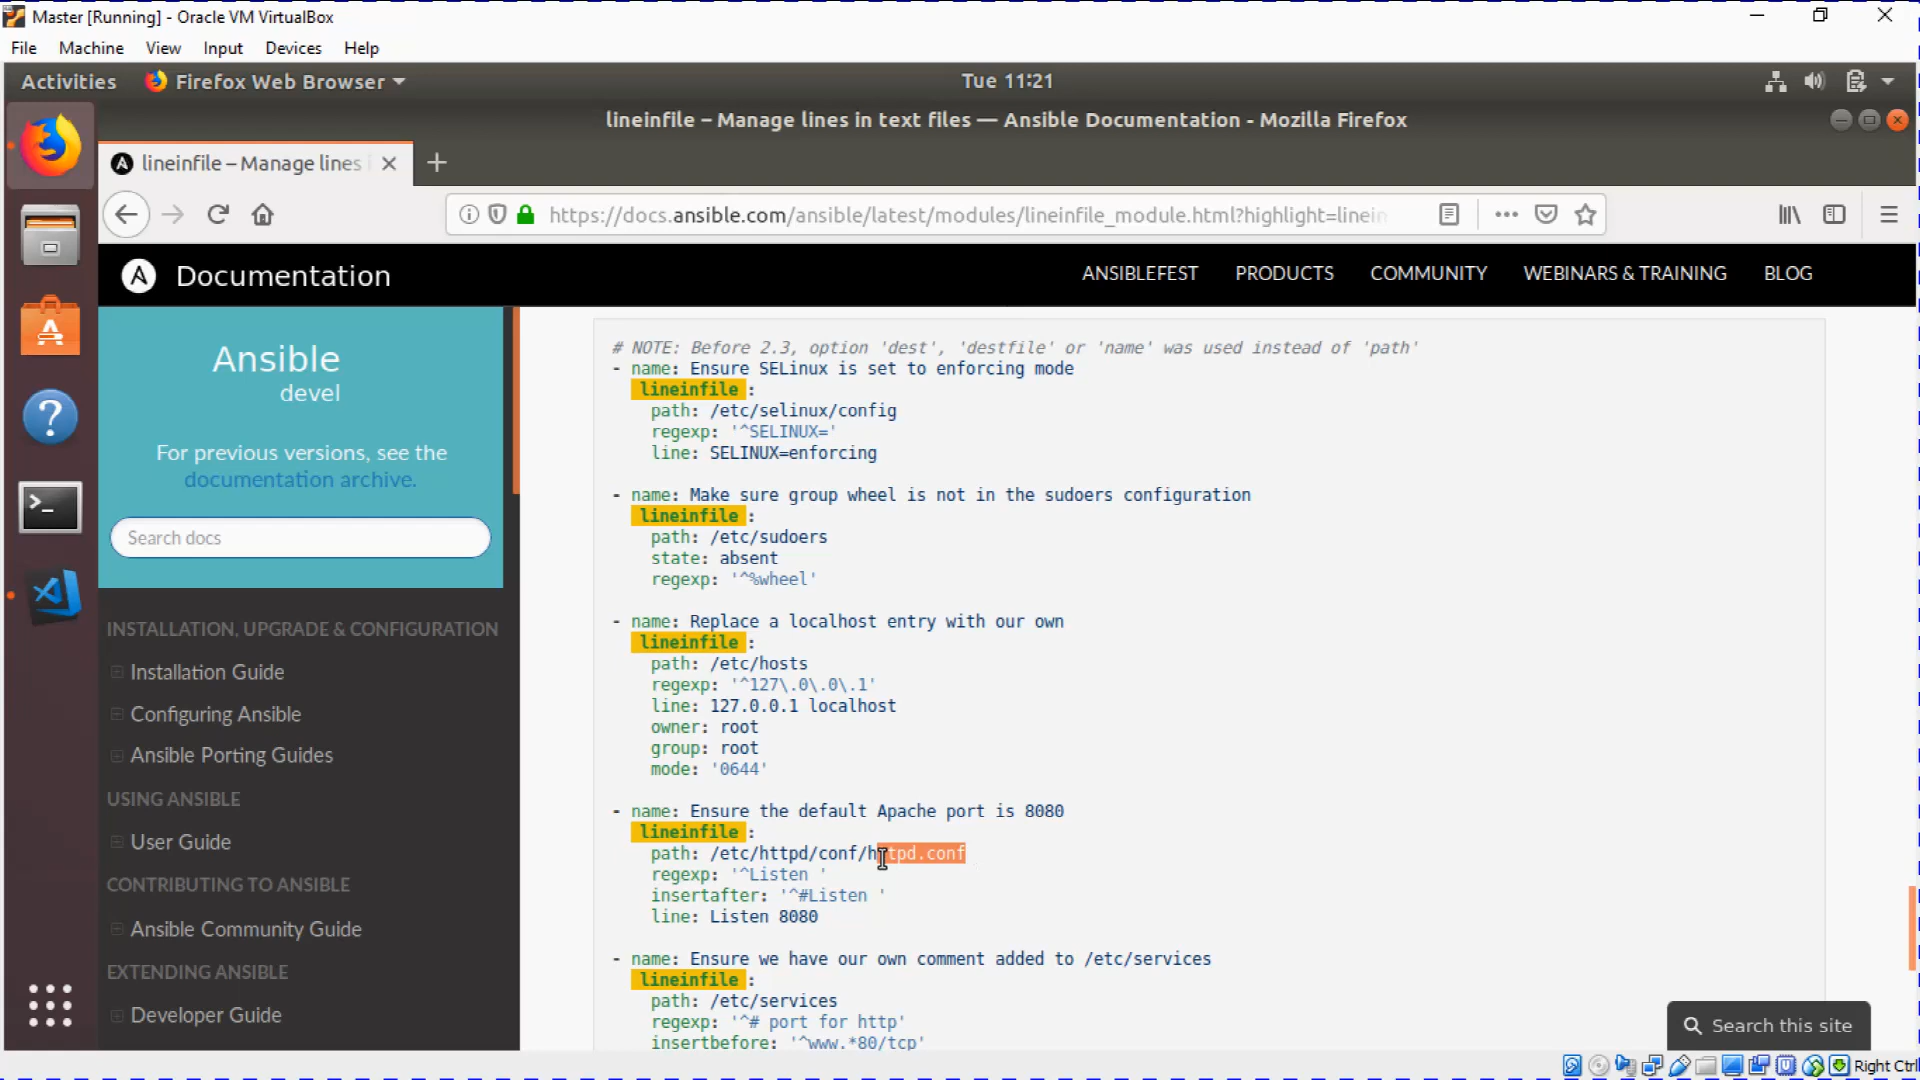 Master [Running] - Oracle VM VirtualBox
File Machine View Input Devices Help
Activities Firefox Web Browser Tue 11:21
lineinfile – Manage lines in text files — Ansible Documentation - Mozilla Firefox
lineinfile – Manage lines
https://docs.ansible.com/ansible/latest/modules/lineinfile_module.html?highlight=linein
Documentation ANSIBLEFEST PRODUCTS COMMUNITY WEBINARS & TRAINING BLOG
Ansible
devel
For previous versions, see the
documentation archive.
Search docs
INSTALLATION, UPGRADE & CONFIGURATION
Installation Guide
Configuring Ansible
Ansible Porting Guides
USING ANSIBLE
User Guide
CONTRIBUTING TO ANSIBLE
Ansible Community Guide
EXTENDING ANSIBLE
Developer Guide
# NOTE: Before 2.3, option 'dest', 'destfile' or 'name' was used instead of 'path'
- name: Ensure SELinux is set to enforcing mode
lineinfile :
path: /etc/selinux/config
regexp: '^SELINUX='
line: SELINUX=enforcing
- name: Make sure group wheel is not in the sudoers configuration
lineinfile :
path: /etc/sudoers
state: absent
regexp: '^%wheel'
- name: Replace a localhost entry with our own
lineinfile :
path: /etc/hosts
regexp: '^127\.0\.0\.1'
line: 127.0.0.1 localhost
owner: root
group: root
mode: '0644'
- name: Ensure the default Apache port is 8080
lineinfile :
path: /etc/httpd/conf/httpd.conf
regexp: '^Listen '
insertafter: '^#Listen '
line: Listen 8080
- name: Ensure we have our own comment added to /etc/services
lineinfile :
path: /etc/services
regexp: '^# port for http'
insertbefore: '^www.*80/tcp'
Search this site
Right Ctrl